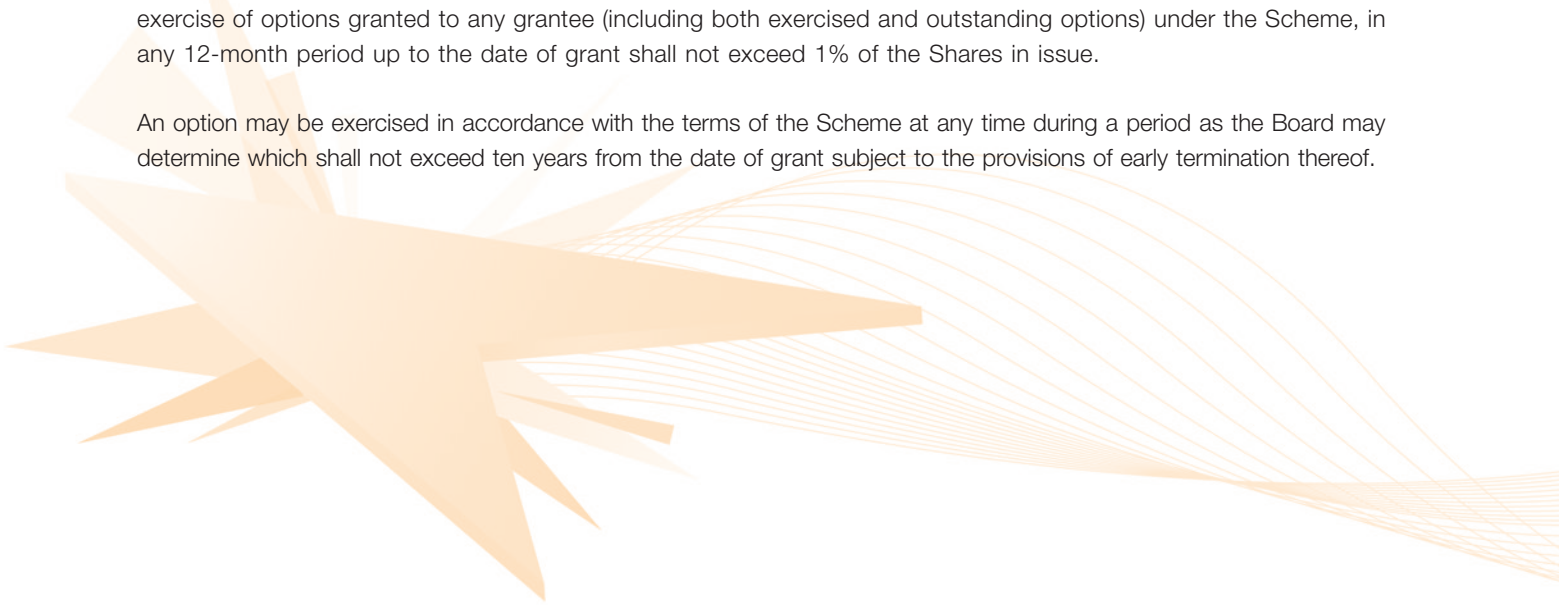 exercise of options granted to any grantee (including both exercised and outstanding options) under the Scheme, in
any 12-month period up to the date of grant shall not exceed 1% of the Shares in issue.
An option may be exercised in accordance with the terms of the Scheme at any time during a period as the Board may
determine which shall not exceed ten years from the date of grant subject to the provisions of early termination thereof.